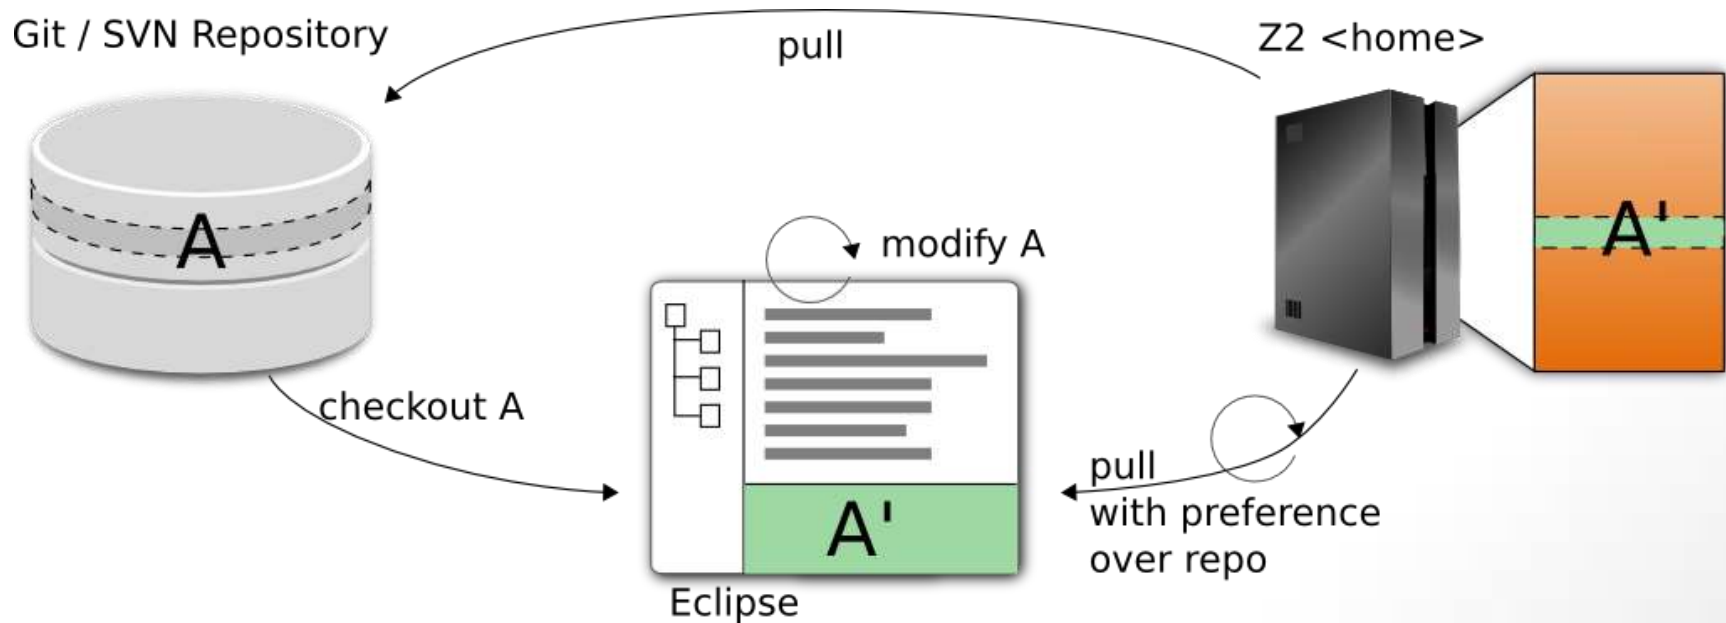 Git / SVN Repository
pull
Z2 <home>
A
modify A
A'
checkout A
pull
with preference
over repo
A'
Eclipse